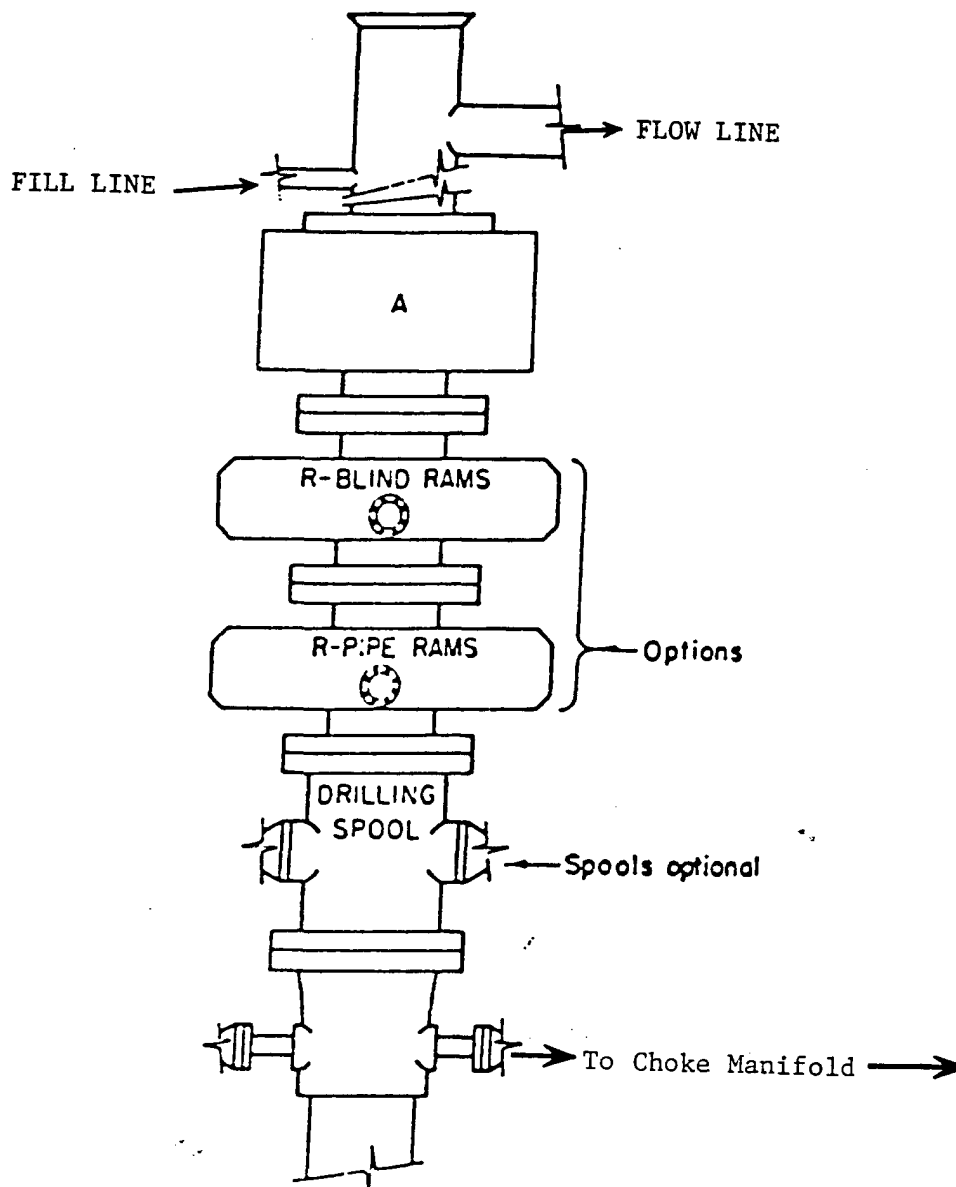 FLOW LINE
FILL LINE
A
R-BLIND RAMS
R-PIPE RAMS
Options
DRILLING
SPOOL
Spools optional
To Choke Manifold